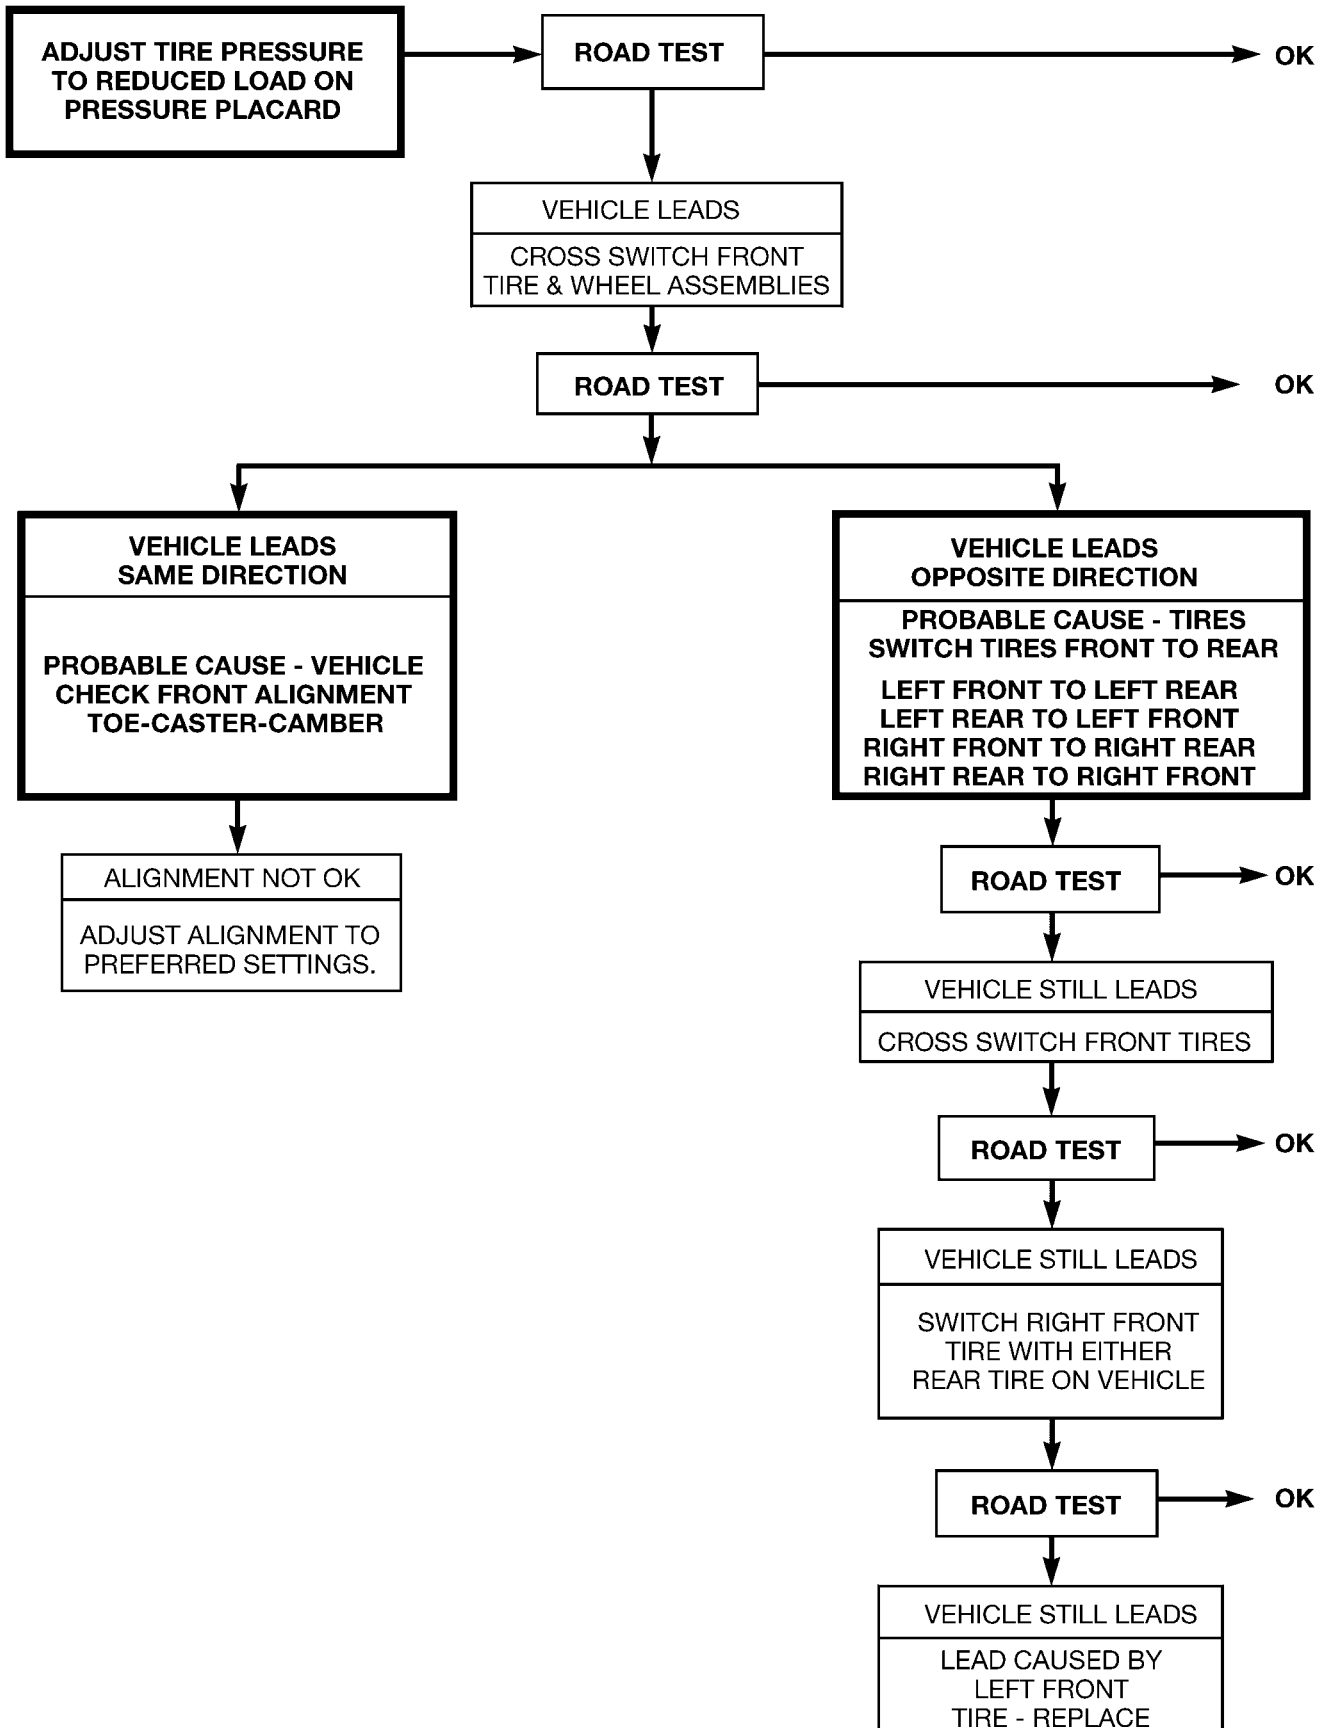 ADJUST TIRE PRESSURE
TO REDUCED LOAD ON
PRESSURE PLACARD
ROAD TEST
OK
VEHICLE LEADS
CROSS SWITCH FRONT
TIRE & WHEEL ASSEMBLIES
ROAD TEST
OK
VEHICLE LEADS
SAME DIRECTION
PROBABLE CAUSE - VEHICLE
CHECK FRONT ALIGNMENT
TOE-CASTER-CAMBER
ALIGNMENT NOT OK
ADJUST ALIGNMENT TO
PREFERRED SETTINGS.
VEHICLE LEADS
OPPOSITE DIRECTION
PROBABLE CAUSE - TIRES
SWITCH TIRES FRONT TO REAR
LEFT FRONT TO LEFT REAR
LEFT REAR TO LEFT FRONT
RIGHT FRONT TO RIGHT REAR
RIGHT REAR TO RIGHT FRONT
ROAD TEST
OK
VEHICLE STILL LEADS
CROSS SWITCH FRONT TIRES
ROAD TEST
OK
VEHICLE STILL LEADS
SWITCH RIGHT FRONT
TIRE WITH EITHER
REAR TIRE ON VEHICLE
ROAD TEST
OK
VEHICLE STILL LEADS
LEAD CAUSED BY
LEFT FRONT
TIRE - REPLACE